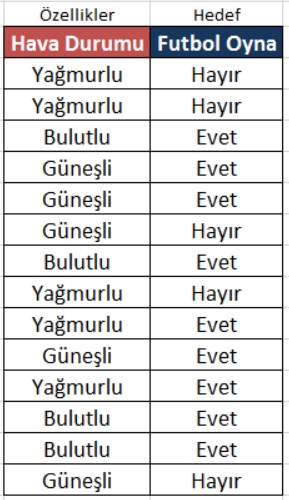 Özellikler Hedef
Hava Durumu Futbol Oyna
Yağmurlu Hayır
Yağmurlu Hayır
Bulutlu Evet
Güneşli Evet
Güneşli Evet
Güneşli Hayır
Bulutlu Evet
Yağmurlu Hayır
Yağmurlu Evet
Güneşli Evet
Yağmurlu Evet
Bulutlu Evet
Bulutlu Evet
Güneşli Hayır